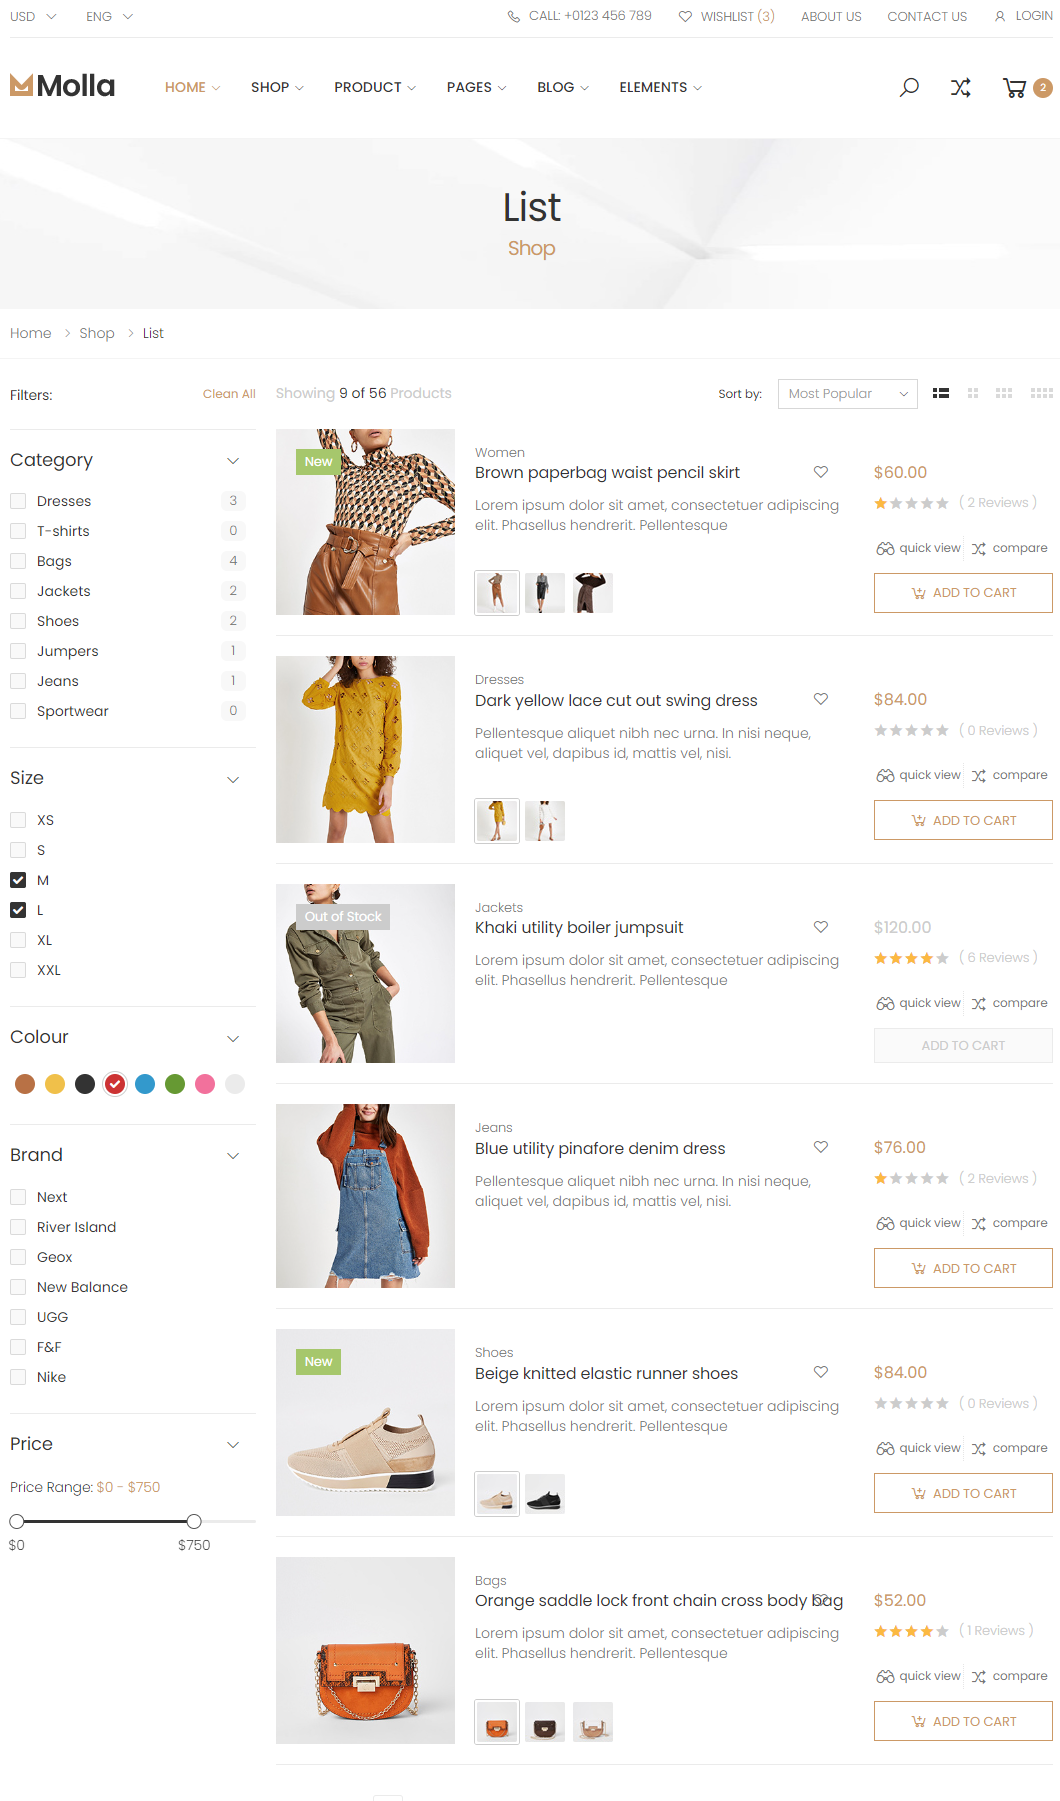 USD ENG CALL: +0123 456 789 WISHLIST (3) ABOUT US CONTACT US LOGIN
Molla HOME SHOP PRODUCT PAGES BLOG ELEMENTS 2
List
Shop
Home Shop List
Filters: Clean All
Category
Dresses 3
T-shirts 0
Bags 4
Jackets 2
Shoes 2
Jumpers 1
Jeans 1
Sportwear 0
Size
XS
S
M
L
XL
XXL
Colour
Brand
Next
River Island
Geox
New Balance
UGG
F&F
Nike
Price
Price Range: $0 - $750
$0 $750
Showing 9 of 56 Products Sort by: Most Popular
New
Women
Brown paperbag waist pencil skirt
Lorem ipsum dolor sit amet, consectetuer adipiscing
elit. Phasellus hendrerit. Pellentesque
$60.00
( 2 Reviews )
quick view compare
ADD TO CART
Dresses
Dark yellow lace cut out swing dress
Pellentesque aliquet nibh nec urna. In nisi neque,
aliquet vel, dapibus id, mattis vel, nisi.
$84.00
( 0 Reviews )
quick view compare
ADD TO CART
Out of Stock
Jackets
Khaki utility boiler jumpsuit
Lorem ipsum dolor sit amet, consectetuer adipiscing
elit. Phasellus hendrerit. Pellentesque
$120.00
( 6 Reviews )
quick view compare
ADD TO CART
Jeans
Blue utility pinafore denim dress
Pellentesque aliquet nibh nec urna. In nisi neque,
aliquet vel, dapibus id, mattis vel, nisi.
$76.00
( 2 Reviews )
quick view compare
ADD TO CART
New
Shoes
Beige knitted elastic runner shoes
Lorem ipsum dolor sit amet, consectetuer adipiscing
elit. Phasellus hendrerit. Pellentesque
$84.00
( 0 Reviews )
quick view compare
ADD TO CART
Bags
Orange saddle lock front chain cross body bag
Lorem ipsum dolor sit amet, consectetuer adipiscing
elit. Phasellus hendrerit. Pellentesque
$52.00
( 1 Reviews )
quick view compare
ADD TO CART